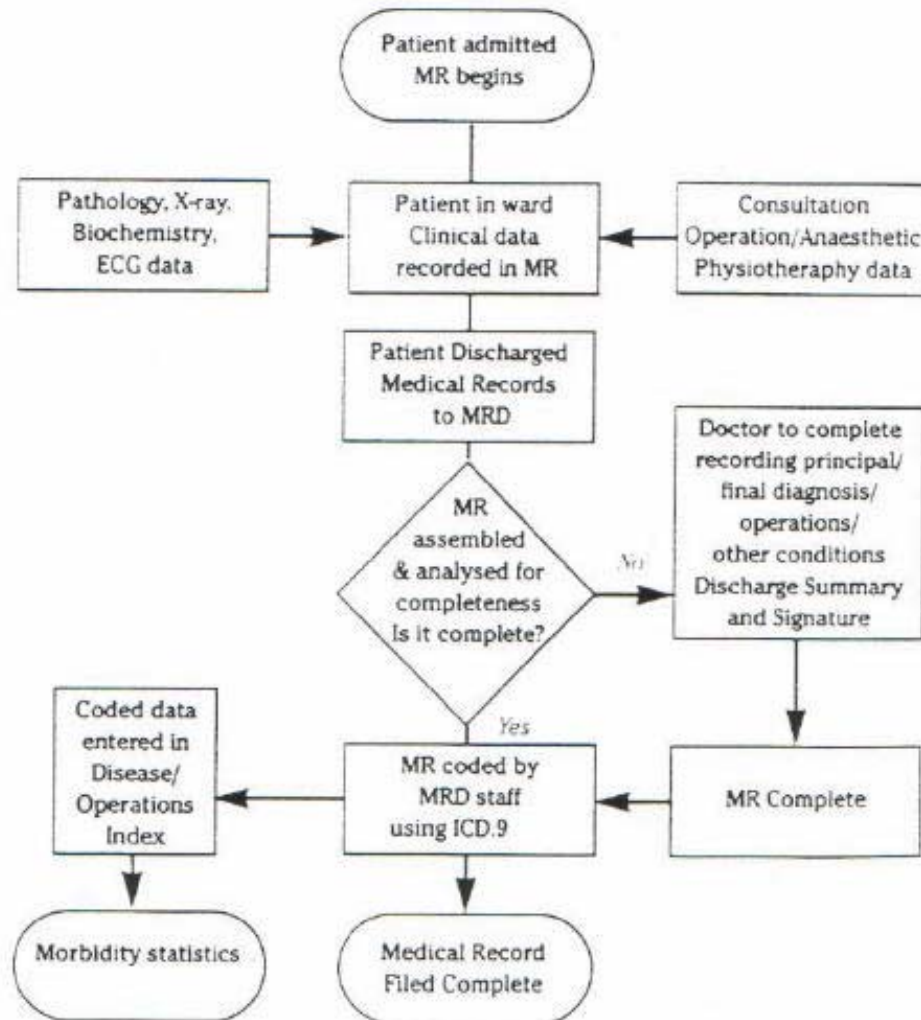 Patient admitted
MR begins
Pathology, X-ray,
Biochemistry,
ECG data
Patient in ward
Clinical data
recorded in MR
Consultation
Operation/Anaesthetic
Physiotheraphy data
Patient Discharged
Medical Records
to MRD
MR
assembled
& analysed for
completeness
Is it complete?
No
Doctor to complete
recording principal/
final diagnosis/
operations/
other conditions
Discharge Summary
and Signature
Yes
Coded data
entered in
Disease/
Operations
Index
MR coded by
MRD staff
using ICD.9
MR Complete
Morbidity statistics
Medical Record
Filed Complete